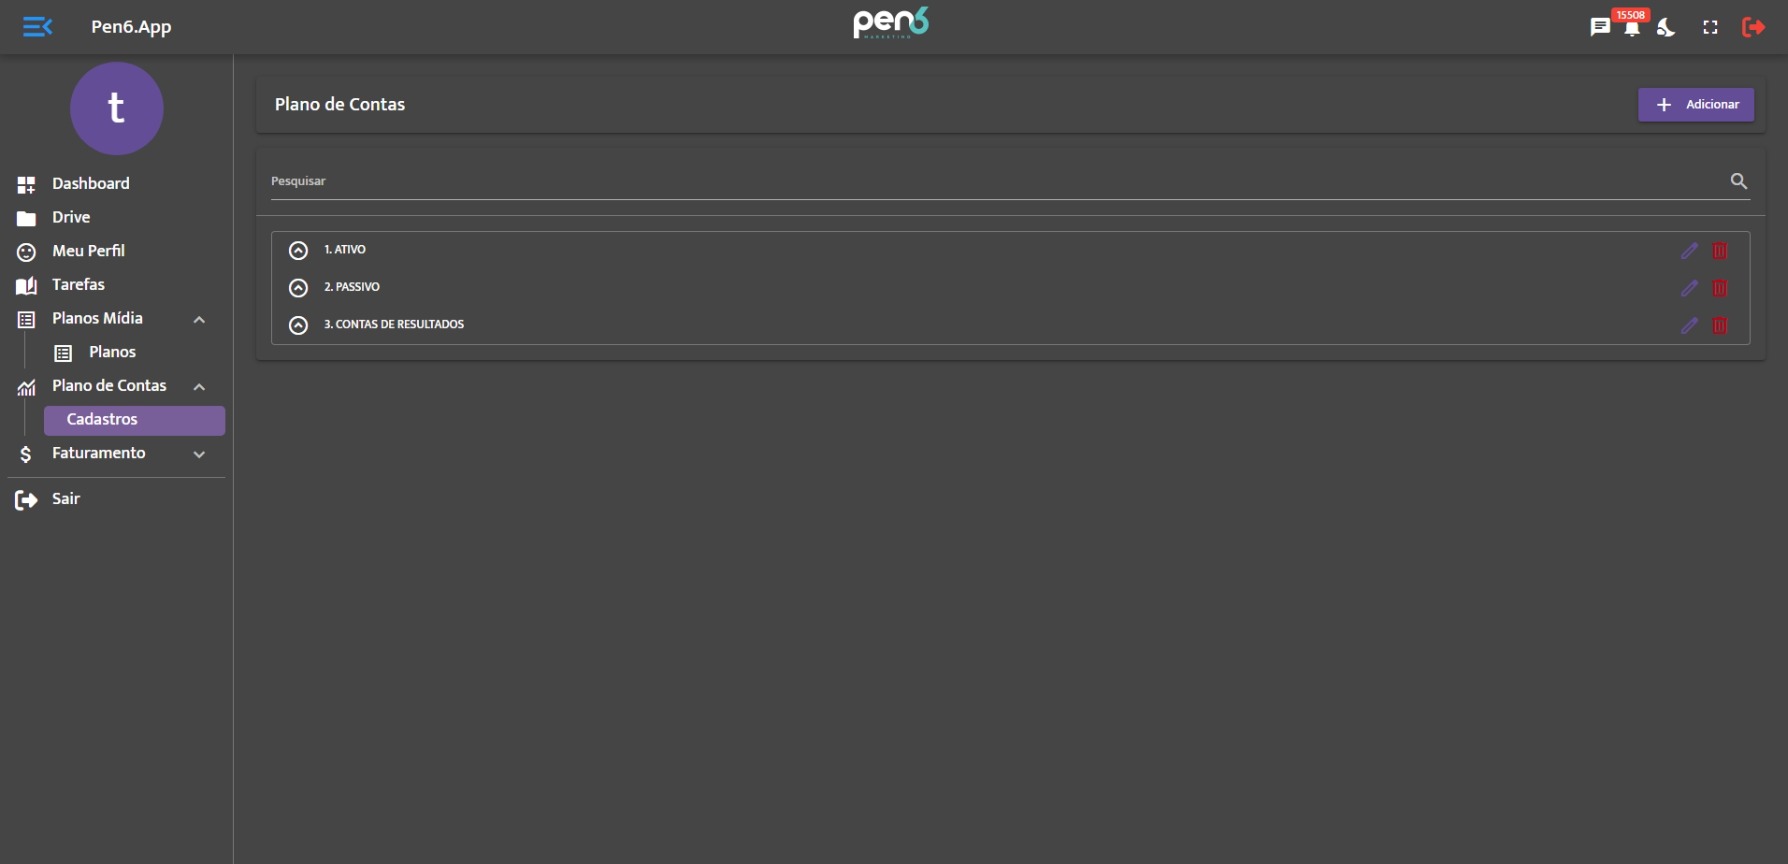 Pen6.App
pen6
MARKETING
15508
t
Dashboard
Drive
Meu Perfil
Tarefas
Planos Mídia
Planos
Plano de Contas
Cadastros
Faturamento
Sair
Plano de Contas
Adicionar
Pesquisar
1. ATIVO
2. PASSIVO
3. CONTAS DE RESULTADOS